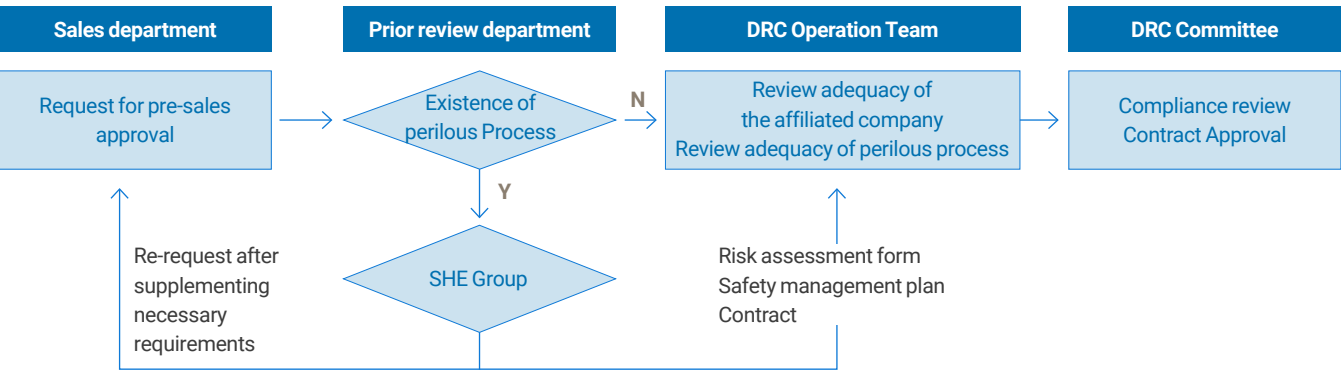 Sales department
Prior review department
DRC Operation Team
DRC Committee
Request for pre-sales
approval
Existence of
perilous Process
N
Review adequacy of
the affiliated company
Review adequacy of perilous process
Compliance review
Contract Approval
Y
Re-request after
supplementing
necessary
requirements
SHE Group
Risk assessment form
Safety management plan
Contract